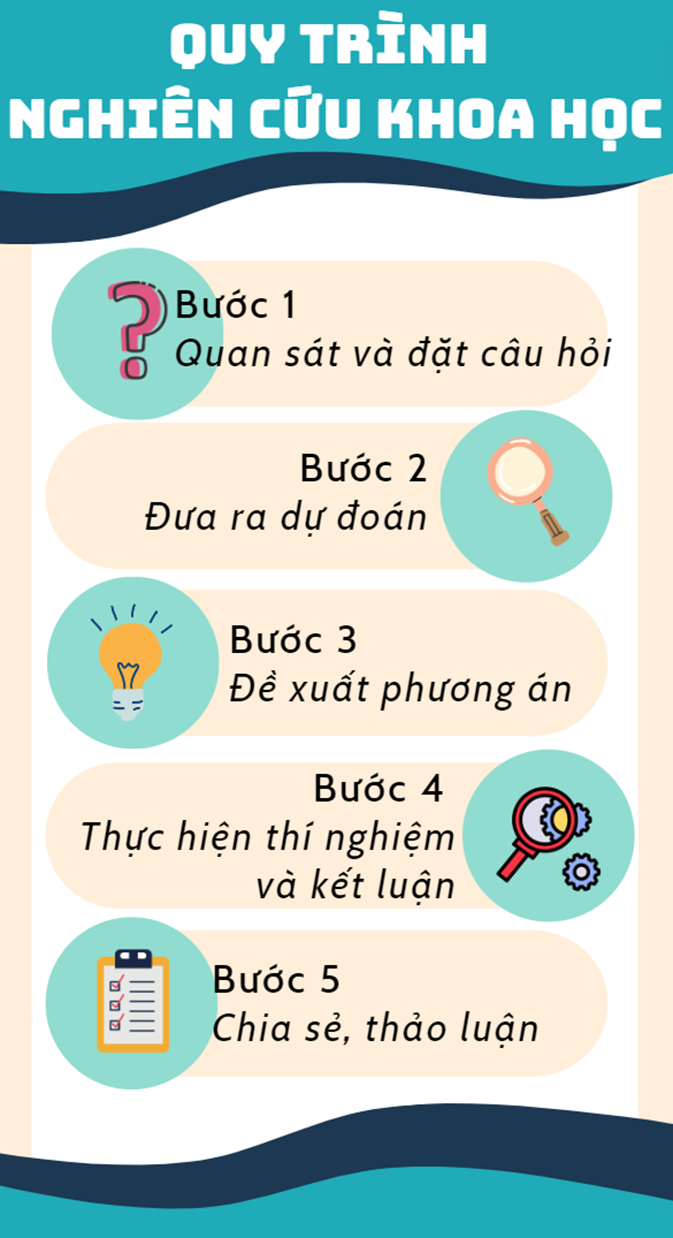 QUY TRÌNH
NGHIÊN CỨU KHOA HỌC
Bước 1
Quan sát và đặt câu hỏi
Bước 2
Đưa ra dự đoán
Bước 3
Đề xuất phương án
Bước 4
Thực hiện thí nghiệm
và kết luận
Bước 5
Chia sẻ, thảo luận